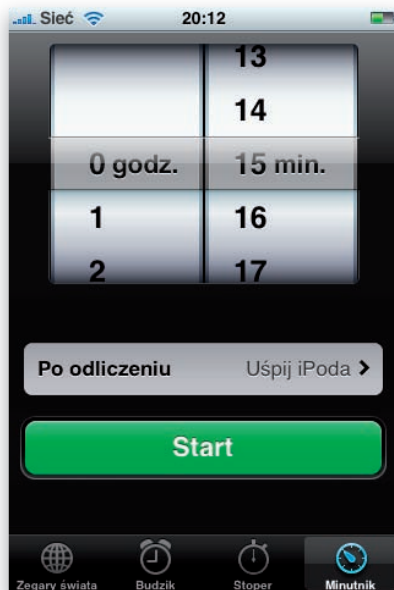 Sieć 20:12
13
14
0 godz. 15 min.
1 16
2 17
Po odliczeniu Uśpij iPoda
Start
Zegary świata Budzik Stoper Minutnik